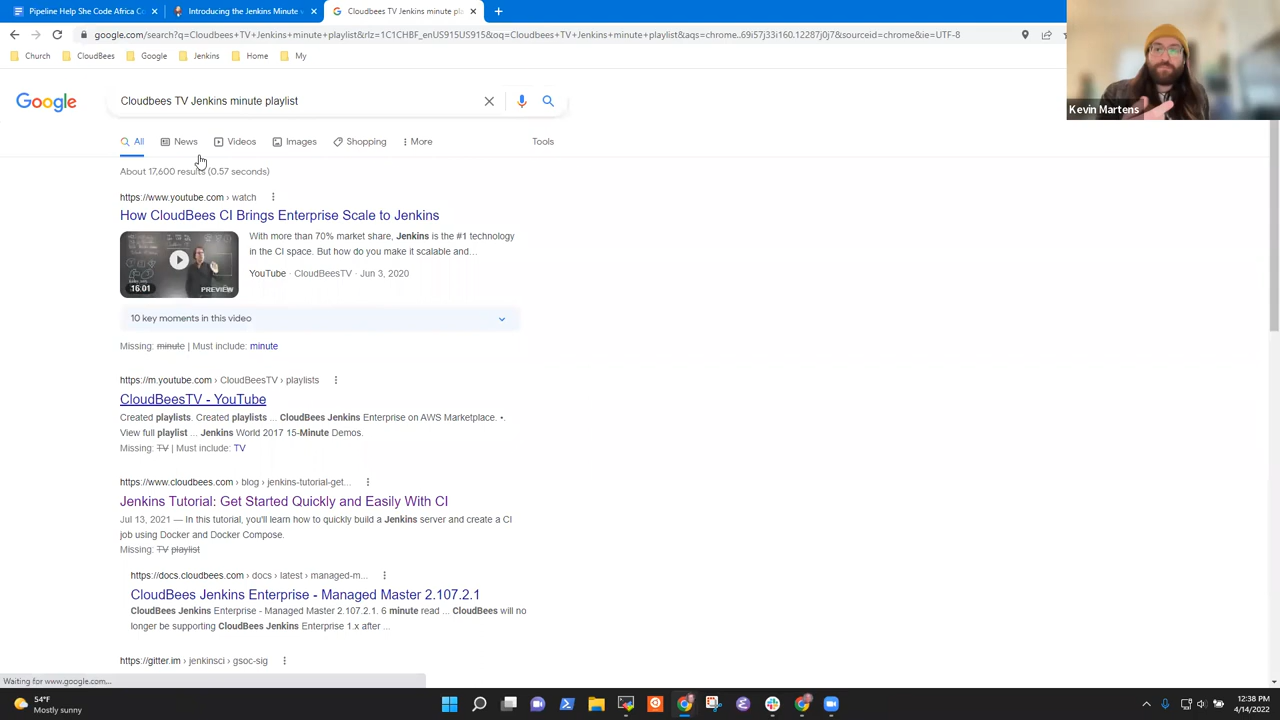 Pipeline Help She Code Africa C
Introducing the Jenkins Minute v
Cloudbees TV Jenkins minute pla
google.com/search?q=Cloudbees+TV+Jenkins+minute+playlist&rlz=1C1CHBF_enUS915US915&oq=Cloudbees+TV+Jenkins+minute+playlist&aqs=chrome..69i57j33i160.12287j0j7&sourceid=chrome&ie=UTF-8
Church
CloudBees
Google
Jenkins
Home
My
Kevin Martens
Google
Cloudbees TV Jenkins minute playlist
All
News
Videos
Images
Shopping
More
Tools
About 17,600 results (0.57 seconds)
https://www.youtube.com › watch
How CloudBees CI Brings Enterprise Scale to Jenkins
With more than 70% market share, Jenkins is the #1 technology
in the CI space. But how do you make it scalable and...
YouTube · CloudBeesTV · Jun 3, 2020
16:01
PREVIEW
10 key moments in this video
Missing: minute | Must include: minute
https://m.youtube.com › CloudBeesTV › playlists
CloudBeesTV - YouTube
Created playlists. Created playlists ... CloudBees Jenkins Enterprise on AWS Marketplace. •.
View full playlist ... Jenkins World 2017 15-Minute Demos.
Missing: TV | Must include: TV
https://www.cloudbees.com › blog › jenkins-tutorial-get...
Jenkins Tutorial: Get Started Quickly and Easily With CI
Jul 13, 2021 — In this tutorial, you'll learn how to quickly build a Jenkins server and create a CI
job using Docker and Docker Compose.
Missing: TV playlist
https://docs.cloudbees.com › docs › latest › managed-m...
CloudBees Jenkins Enterprise - Managed Master 2.107.2.1
CloudBees Jenkins Enterprise - Managed Master 2.107.2.1. 6 minute read ... CloudBees will no
longer be supporting CloudBees Jenkins Enterprise 1.x after ...
https://gitter.im › jenkinsci › gsoc-sig
Waiting for www.google.com...
54°F
Mostly sunny
12:38 PM
4/14/2022